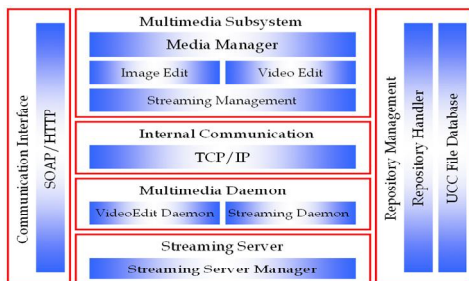 Communication Interface
SOAP/HTTP
Multimedia Subsystem
Media Manager
Image Edit
Video Edit
Streaming Management
Internal Communication
TCP/IP
Multimedia Daemon
VideoEdit Daemon
Streaming Daemon
Streaming Server
Streaming Server Manager
Repository Management
Repository Handler
UCC File Database